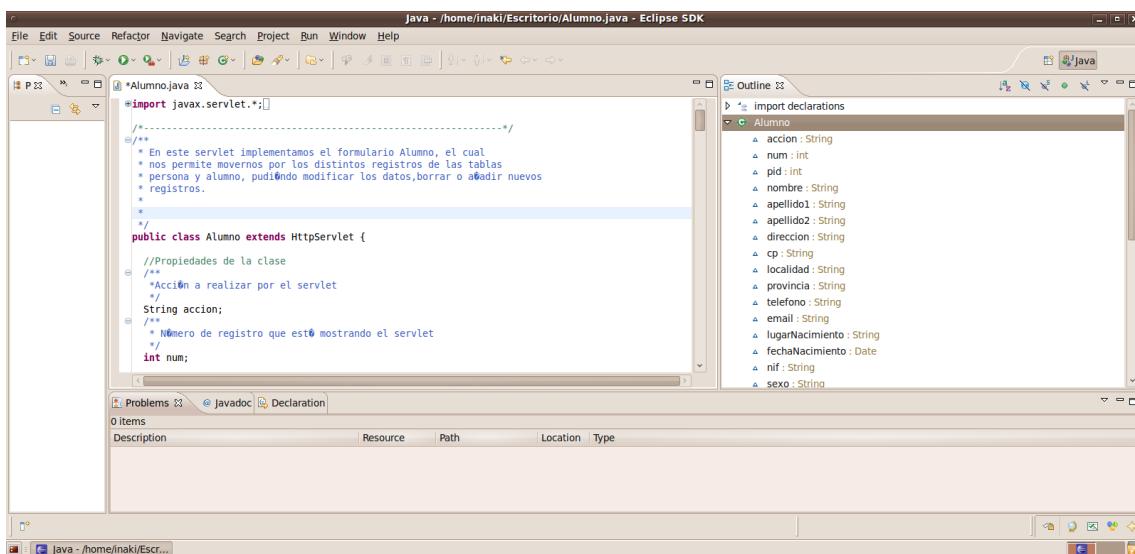 Java - /home/inaki/Escritorio/Alumno.java - Eclipse SDK
File Edit Source Refactor Navigate Search Project Run Window Help
Java
P
*Alumno.java
import javax.servlet.*;
/*---------------------------------------------------------------*/
/**
* En este servlet implementamos el formulario Alumno, el cual
* nos permite movernos por los distintos registros de las tablas
* persona y alumno, pudi�ndo modificar los datos,borrar o a�adir nuevos
* registros.
*
*
*/
public class Alumno extends HttpServlet {
//Propiedades de la clase
/**
*Acci�n a realizar por el servlet
*/
String accion;
/**
* N�mero de registro que est� mostrando el servlet
*/
int num;
Outline
import declarations
Alumno
accion : String
num : int
pid : int
nombre : String
apellido1 : String
apellido2 : String
direccion : String
cp : String
localidad : String
provincia : String
telefono : String
email : String
lugarNacimiento : String
fechaNacimiento : Date
nif : String
sexo : String
Problems Javadoc Declaration
0 items
Description Resource Path Location Type
Java - /home/inaki/Escr...